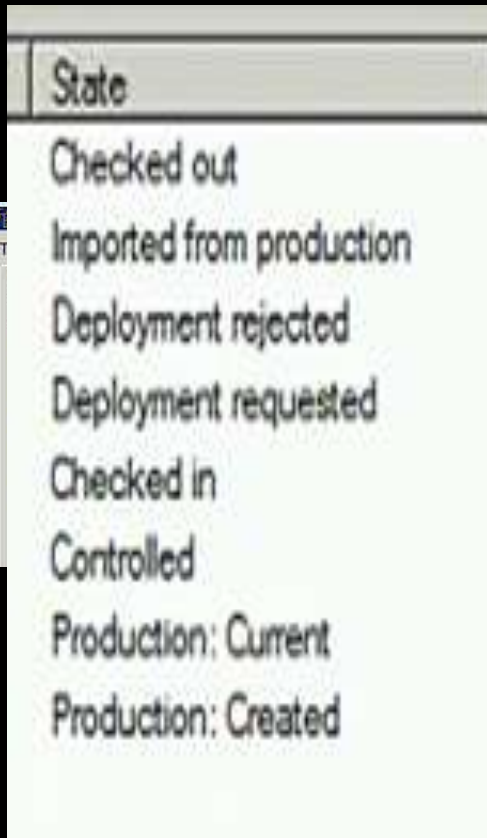 State
Checked out
Imported from production
Deployment rejected
Deployment requested
Checked in
Controlled
Production: Current
Production: Created